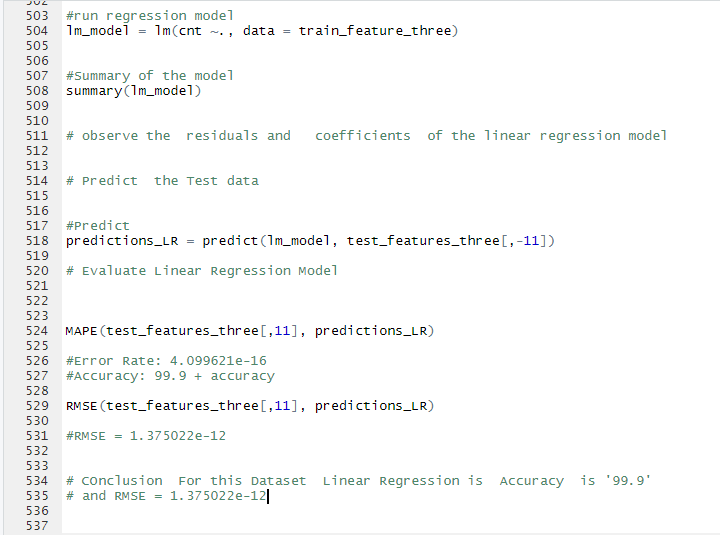 503 #run regression model
504 lm_model = lm(cnt ~., data = train_feature_three)
505
506
507 #Summary of the model
508 summary(lm_model)
509
510
511 # observe the  residuals and   coefficients  of the linear regression model
512
513
514 # Predict  the Test data
515
516
517 #Predict
518 predictions_LR = predict(lm_model, test_features_three[,-11])
519
520 # Evaluate Linear Regression Model
521
522
523
524 MAPE(test_features_three[,11], predictions_LR)
525
526 #Error Rate: 4.099621e-16
527 #Accuracy: 99.9 + accuracy
528
529 RMSE(test_features_three[,11], predictions_LR)
530
531 #RMSE = 1.375022e-12
532
533
534 # COnclusion  For this Dataset  Linear Regression is  Accuracy  is '99.9'
535 # and RMSE = 1.375022e-12
536
537